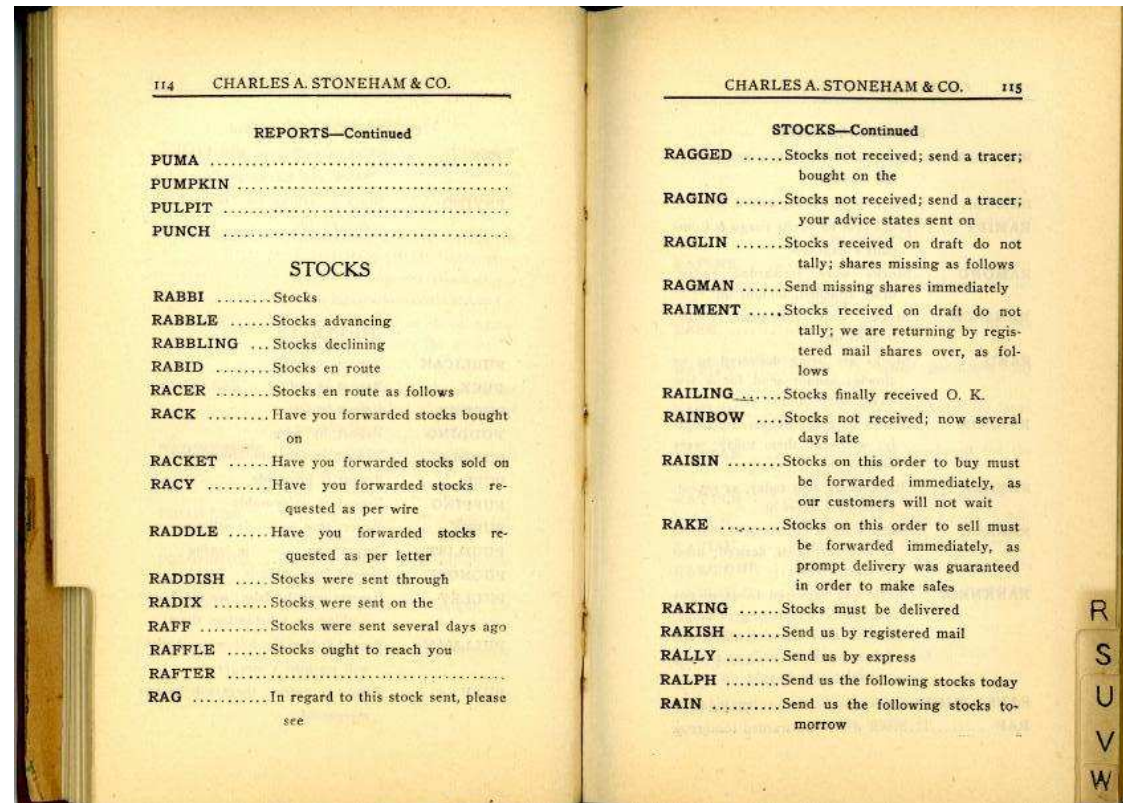 114 CHARLES A. STONEHAM & CO.
REPORTS—Continued
PUMA ........................................
PUMPKIN ....................................
PULPIT ......................................
PUNCH ......................................
STOCKS
RABBI ........Stocks
RABBLE ......Stocks advancing
RABBLING ...Stocks declining
RABID ........Stocks en route
RACER .......Stocks en route as follows
RACK .........Have you forwarded stocks bought
on
RACKET ......Have you forwarded stocks sold on
RACY .........Have you forwarded stocks re-
quested as per wire
RADDLE ......Have you forwarded stocks re-
quested as per letter
RADDISH .....Stocks were sent through
RADIX ........Stocks were sent on the
RAFF ..........Stocks were sent several days ago
RAFFLE ......Stocks ought to reach you
RAFTER .................................
RAG ...........In regard to this stock sent, please
see
CHARLES A. STONEHAM & CO. 115
STOCKS—Continued
RAGGED ......Stocks not received; send a tracer;
bought on the
RAGING .......Stocks not received; send a tracer;
your advice states sent on
RAGLIN .......Stocks received on draft do not
tally; shares missing as follows
RAGMAN ......Send missing shares immediately
RAIMENT .....Stocks received on draft do not
tally; we are returning by regis-
tered mail shares over, as fol-
lows
RAILING.......Stocks finally received O. K.
RAINBOW ....Stocks not received; now several
days late
RAISIN ........Stocks on this order to buy must
be forwarded immediately, as
our customers will not wait
RAKE .........Stocks on this order to sell must
be forwarded immediately, as
prompt delivery was guaranteed
in order to make sales
RAKING ......Stocks must be delivered
RAKISH .......Send us by registered mail
RALLY ........Send us by express
RALPH ........Send us the following stocks today
RAIN ..........Send us the following stocks to-
morrow
R
S
U
V
W